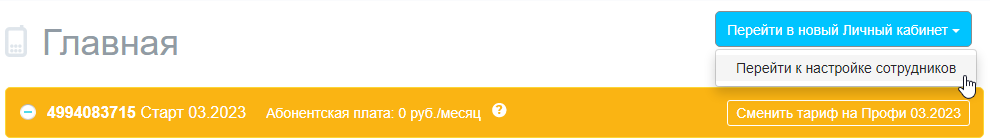 Главная
Перейти в новый Личный кабинет
Перейти к настройке сотрудников
4994083715 Старт 03.2023 Абонентская плата: 0 руб./месяц ? Сменить тариф на Профи 03.2023